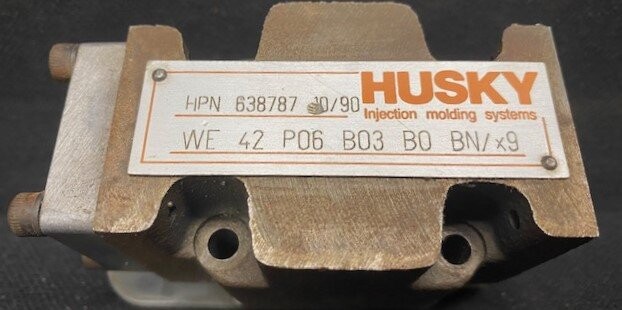 HUSKY
Injection molding systems
HPN 638787 10/90
WE 42 P06 B03 B0 BN/x9